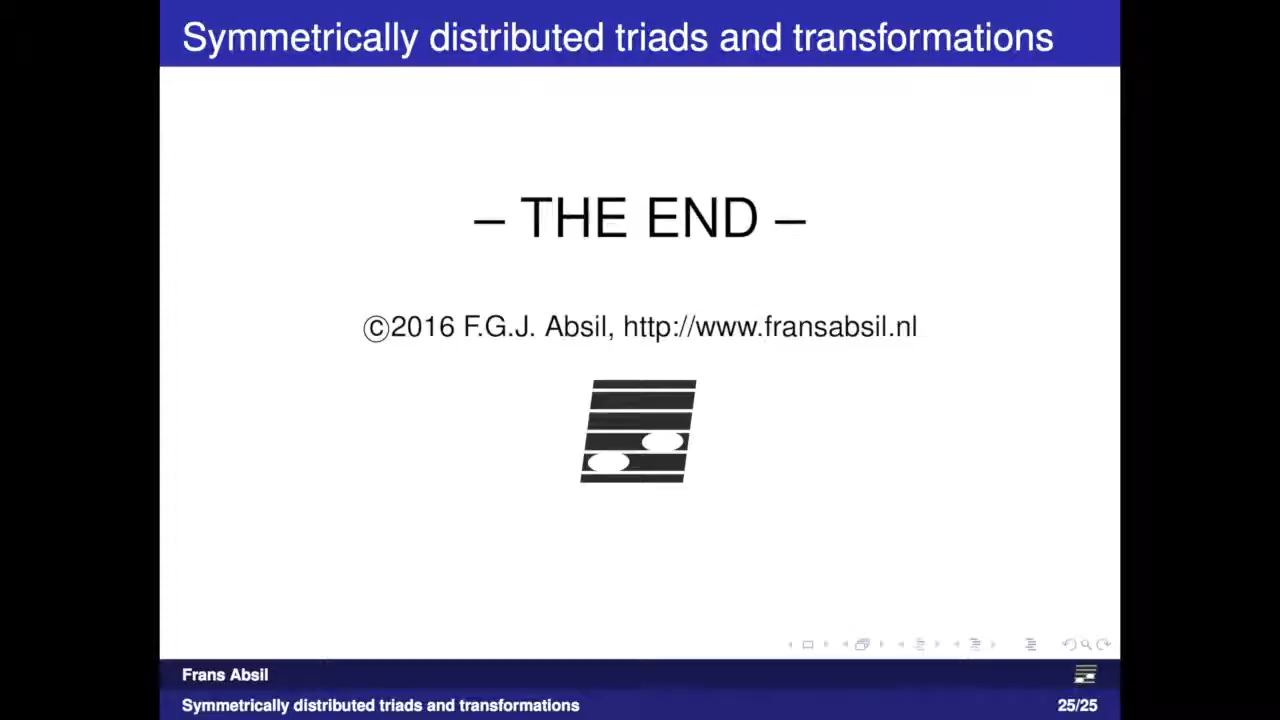 Symmetrically distributed triads and transformations
– THE END –
©2016 F.G.J. Absil, http://www.fransabsil.nl
Frans Absil
Symmetrically distributed triads and transformations 25/25